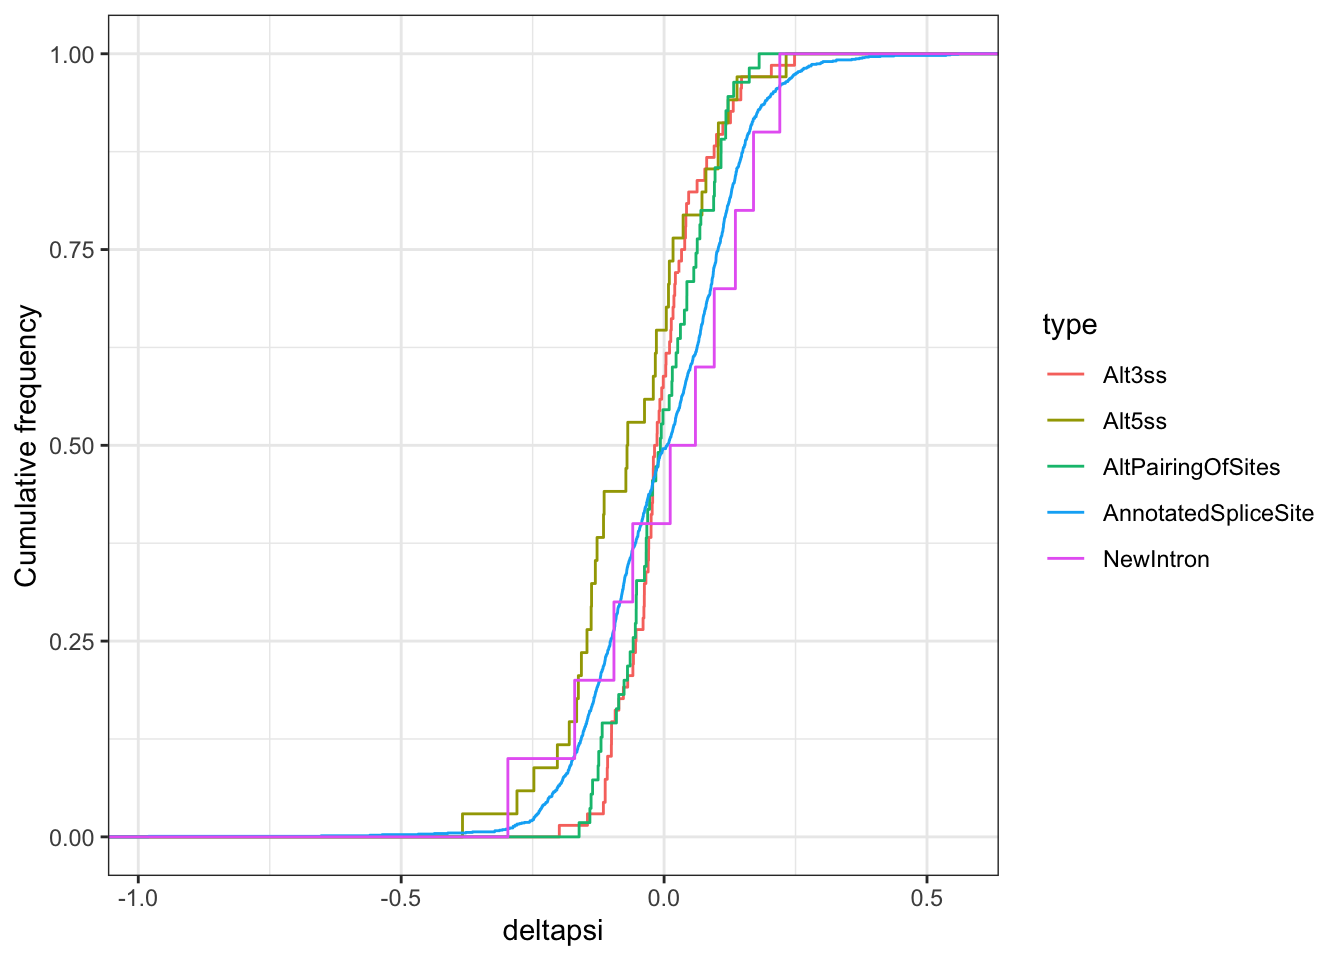 1.00
0.75
0.50
0.25
0.00
Cumulative frequency
-1.0
-0.5
0.0
0.5
deltapsi
type
Alt3ss
Alt5ss
AltPairingOfSites
AnnotatedSpliceSite
NewIntron